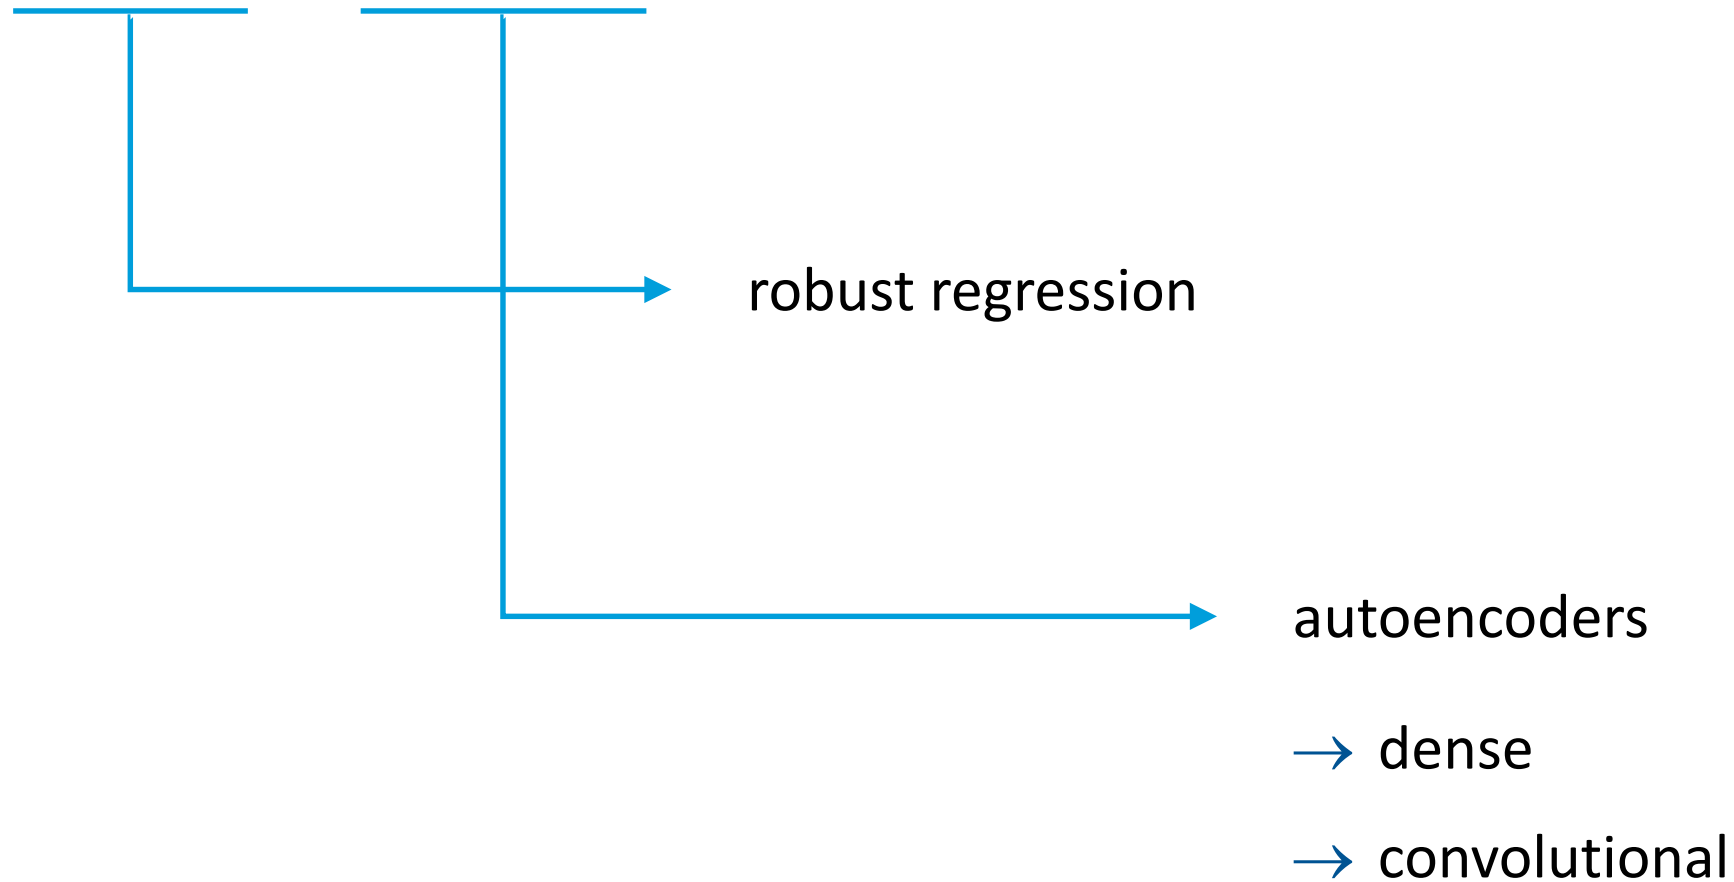 robust regression
autoencoders
→ dense
→ convolutional